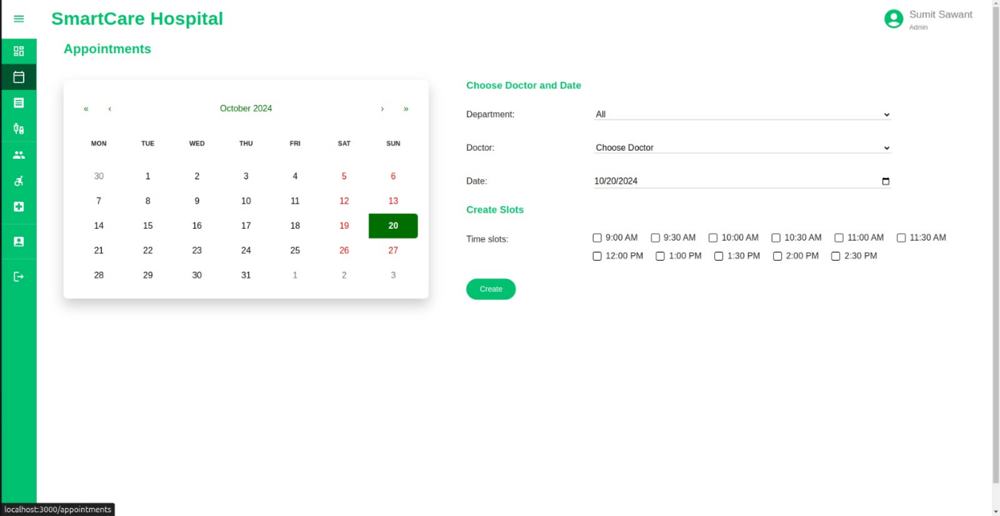 SmartCare Hospital
Sumit Sawant
Admin
Appointments
« ‹ October 2024 › »
MON TUE WED THU FRI SAT SUN
30 1 2 3 4 5 6
7 8 9 10 11 12 13
14 15 16 17 18 19 20
21 22 23 24 25 26 27
28 29 30 31 1 2 3
Choose Doctor and Date
Department: All
Doctor: Choose Doctor
Date: 10/20/2024
Create Slots
Time slots: 9:00 AM 9:30 AM 10:00 AM 10:30 AM 11:00 AM 11:30 AM
12:00 PM 1:00 PM 1:30 PM 2:00 PM 2:30 PM
Create
localhost:3000/appointments